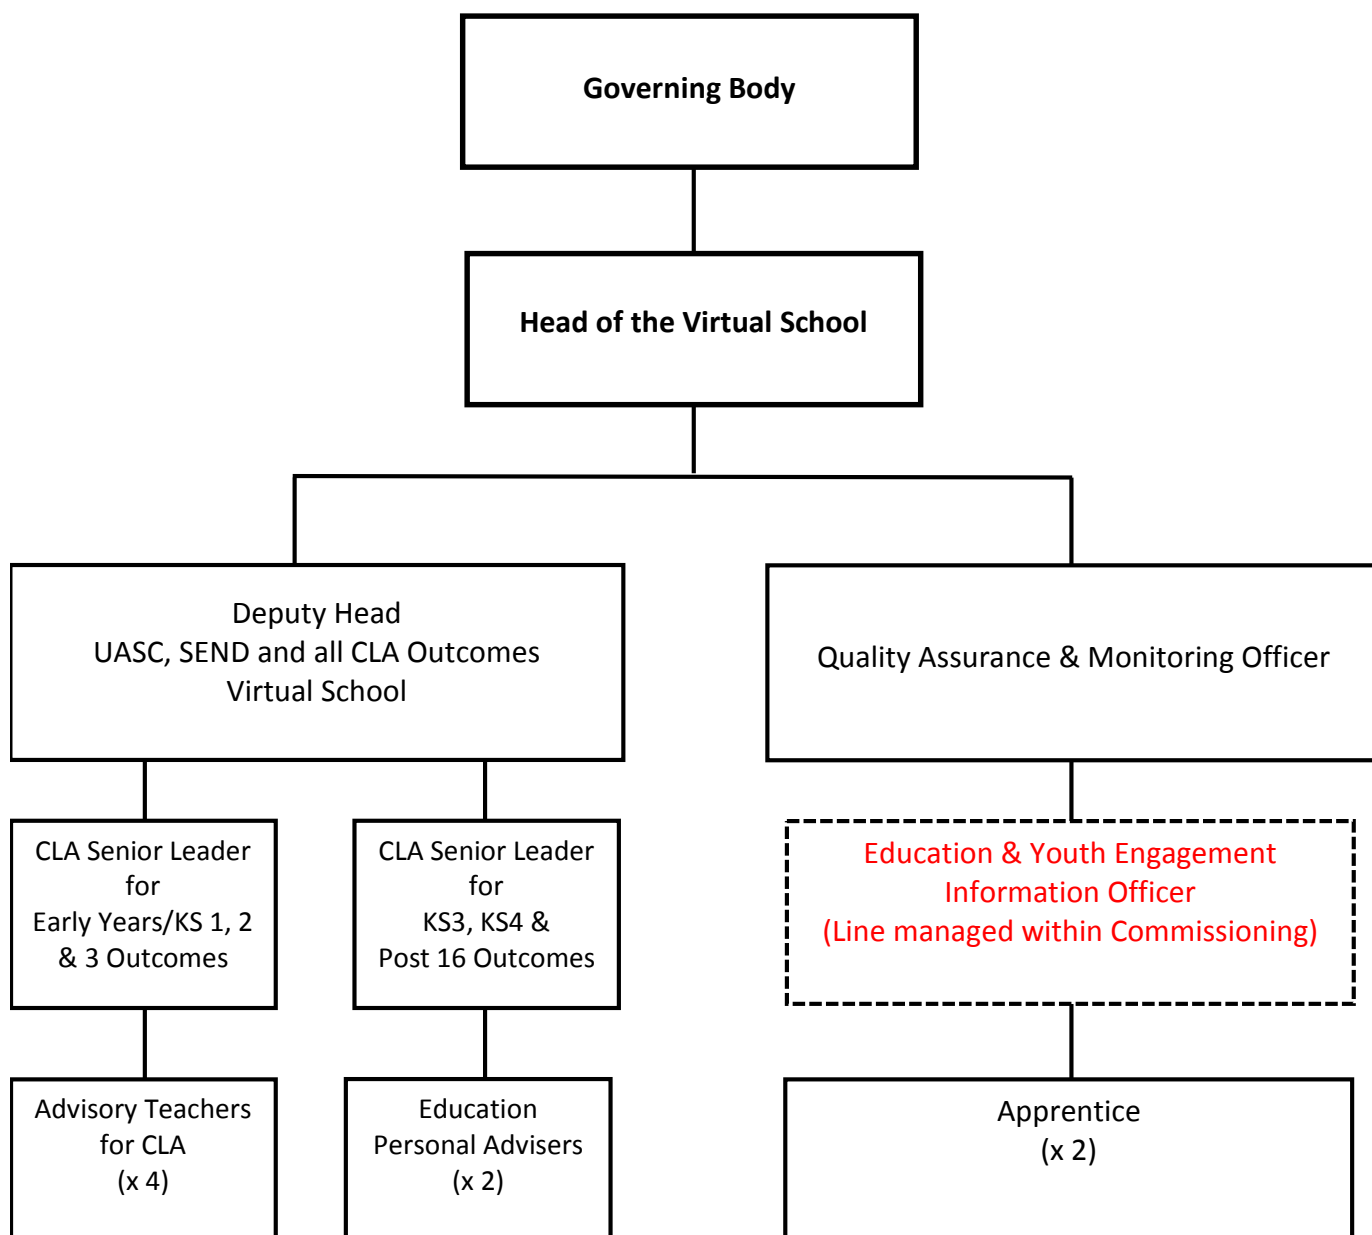 Governing Body
Head of the Virtual School
Deputy Head
UASC, SEND and all CLA Outcomes
Virtual School
Quality Assurance & Monitoring Officer
CLA Senior Leader
for
Early Years/KS 1, 2
& 3 Outcomes
CLA Senior Leader
for
KS3, KS4 &
Post 16 Outcomes
Education & Youth Engagement
Information Officer
(Line managed within Commissioning)
Advisory Teachers
for CLA
(x 4)
Education
Personal Advisers
(x 2)
Apprentice
(x 2)